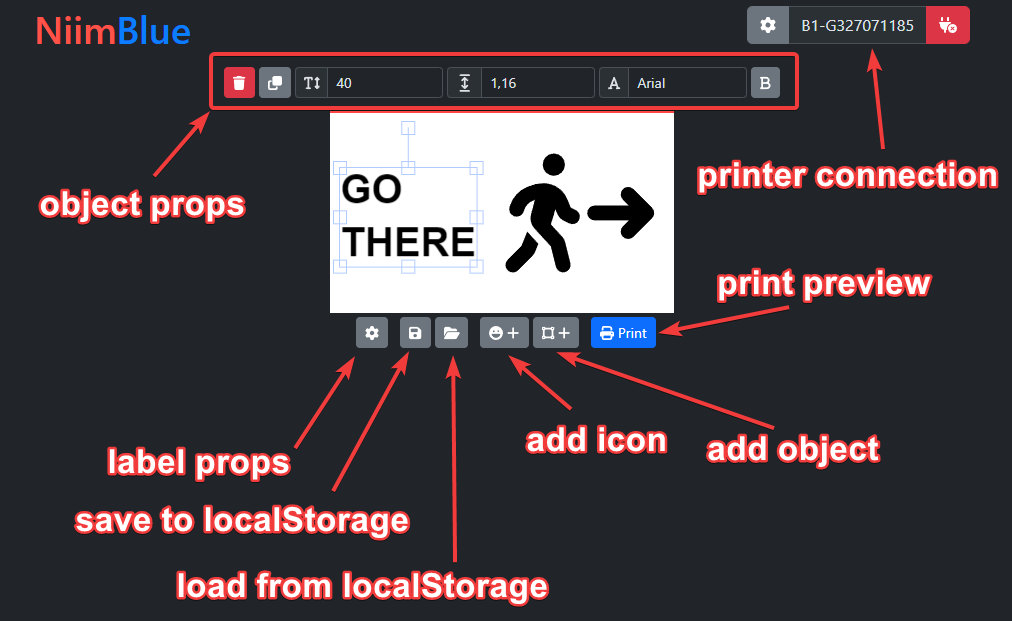 NiimBlue
B1-G327071185
40
1,16
A
Arial
B
object props
printer connection
GO
THERE
print preview
Print
add icon
add object
label props
save to localStorage
load from localStorage